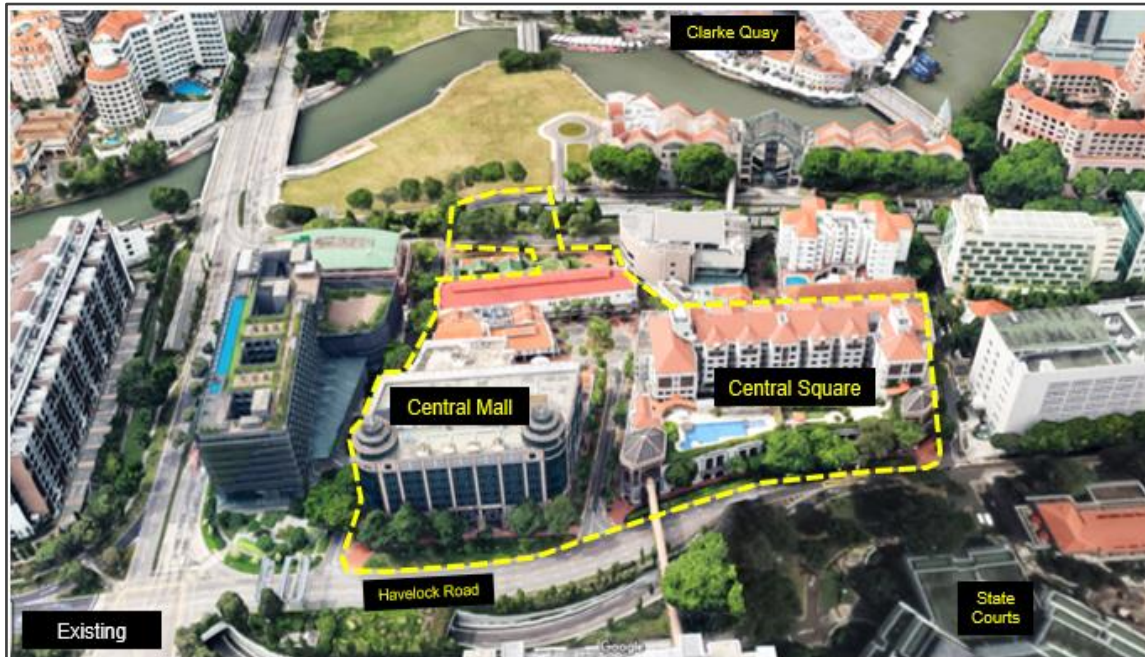 Clarke Quay
Central Mall
Central Square
Havelock Road
State
Courts
Existing
Google